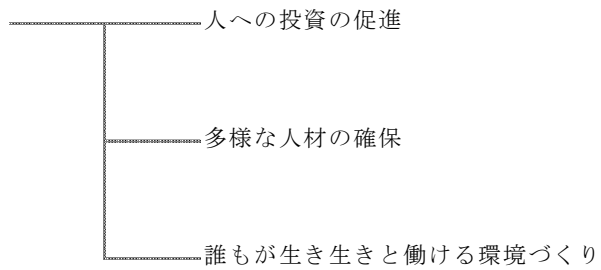 人への投資の促進
多様な人材の確保
誰もが生き生きと働ける環境づくり